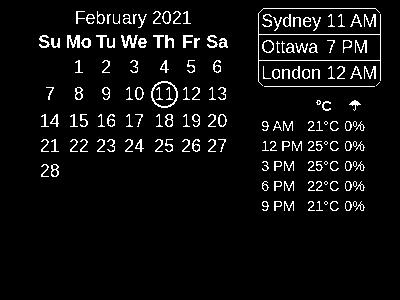 February 2021
Su Mo Tu We Th Fr Sa
1 2 3 4 5 6
7 8 9 10 11 12 13
14 15 16 17 18 19 20
21 22 23 24 25 26 27
28
Sydney 11 AM
Ottawa 7 PM
London 12 AM
°C ☂
9 AM 21°C 0%
12 PM 25°C 0%
3 PM 25°C 0%
6 PM 22°C 0%
9 PM 21°C 0%